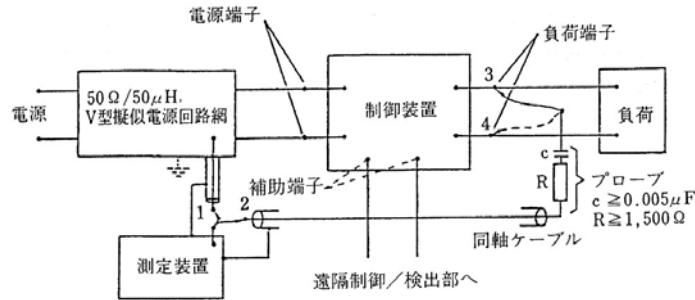 電源端子
負荷端子
50Ω/50μH,
V型擬似電源回路網
電源
制御装置
3
4
負荷
補助端子
c
R
プローブ
c≧0.005μF
R≧1,500Ω
1
2
同軸ケーブル
測定装置
遠隔制御/検出部へ